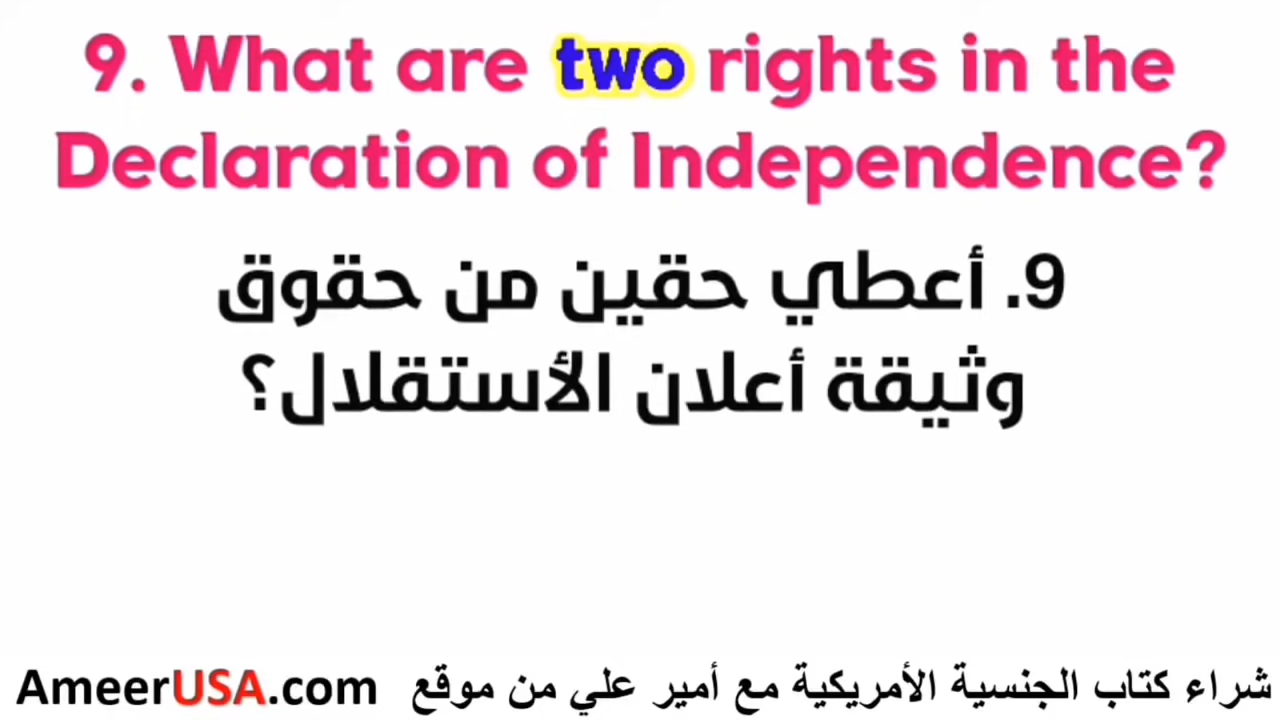 9. What are two rights in the
Declaration of Independence?
9. أعطي حقين من حقوق
وثيقة أعلان الأستقلال؟
شراء كتاب الجنسية الأمريكية مع أمير علي من موقع AmeerUSA.com